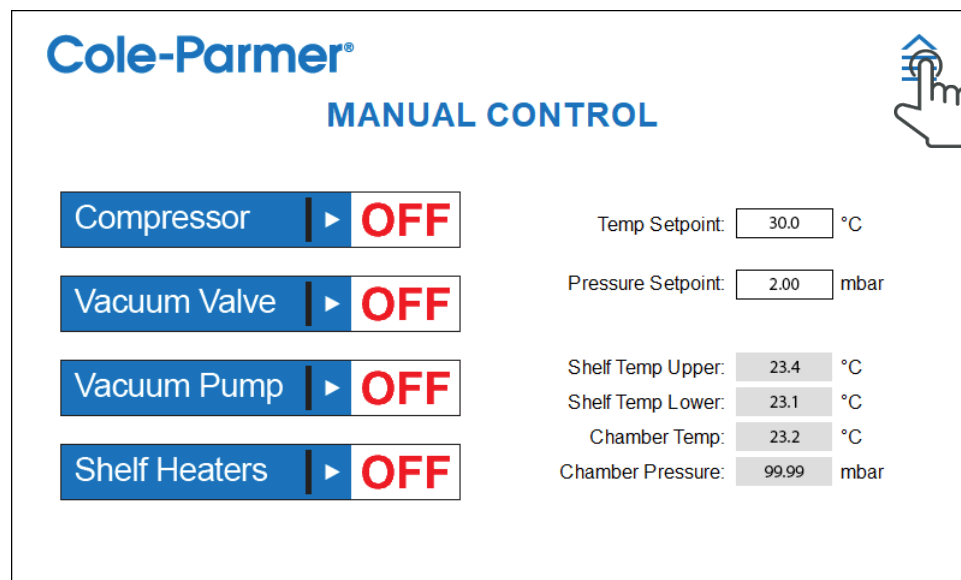 Cole-Parmer®
MANUAL CONTROL
Compressor OFF
Vacuum Valve OFF
Vacuum Pump OFF
Shelf Heaters OFF
Temp Setpoint: 30.0 °C
Pressure Setpoint: 2.00 mbar
Shelf Temp Upper: 23.4 °C
Shelf Temp Lower: 23.1 °C
Chamber Temp: 23.2 °C
Chamber Pressure: 99.99 mbar